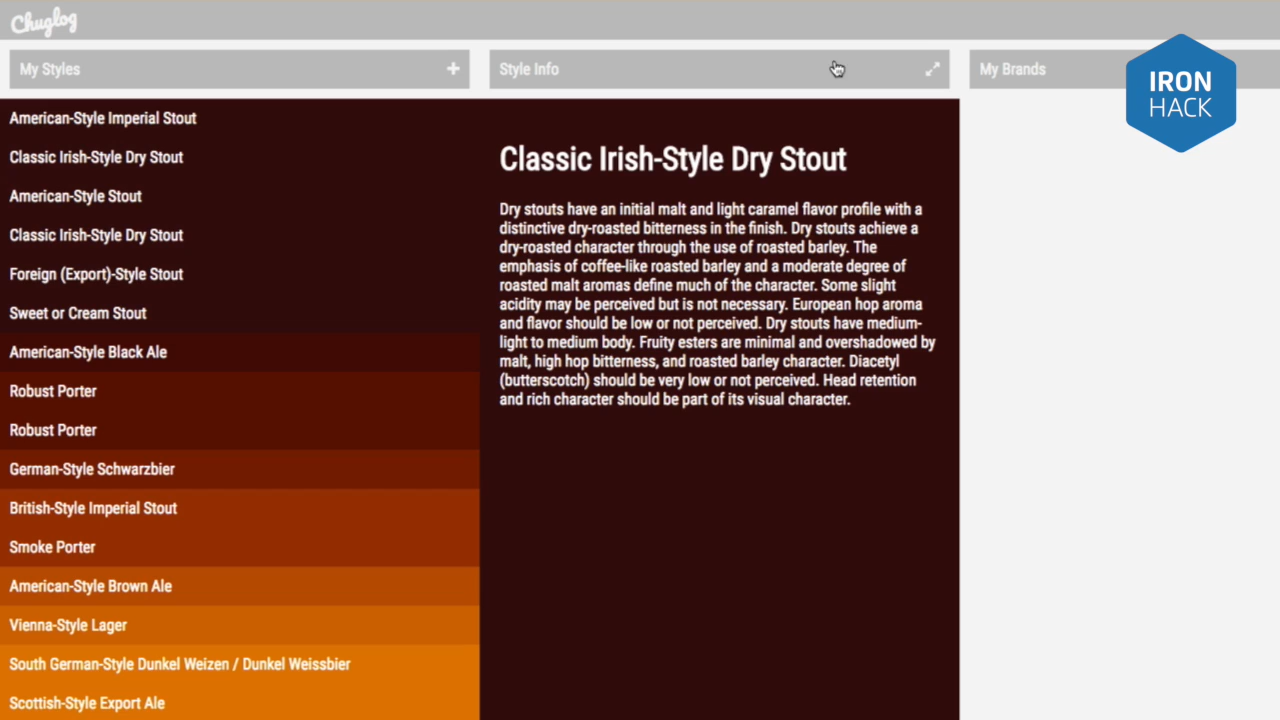 Chuglog
My Styles +
Style Info
My Brands
IRON
HACK
American-Style Imperial Stout
Classic Irish-Style Dry Stout
American-Style Stout
Classic Irish-Style Dry Stout
Foreign (Export)-Style Stout
Sweet or Cream Stout
American-Style Black Ale
Robust Porter
Robust Porter
German-Style Schwarzbier
British-Style Imperial Stout
Smoke Porter
American-Style Brown Ale
Vienna-Style Lager
South German-Style Dunkel Weizen / Dunkel Weissbier
Scottish-Style Export Ale
Classic Irish-Style Dry Stout
Dry stouts have an initial malt and light caramel flavor profile with a
distinctive dry-roasted bitterness in the finish. Dry stouts achieve a
dry-roasted character through the use of roasted barley. The
emphasis of coffee-like roasted barley and a moderate degree of
roasted malt aromas define much of the character. Some slight
acidity may be perceived but is not necessary. European hop aroma
and flavor should be low or not perceived. Dry stouts have medium-
light to medium body. Fruity esters are minimal and overshadowed by
malt, high hop bitterness, and roasted barley character. Diacetyl
(butterscotch) should be very low or not perceived. Head retention
and rich character should be part of its visual character.